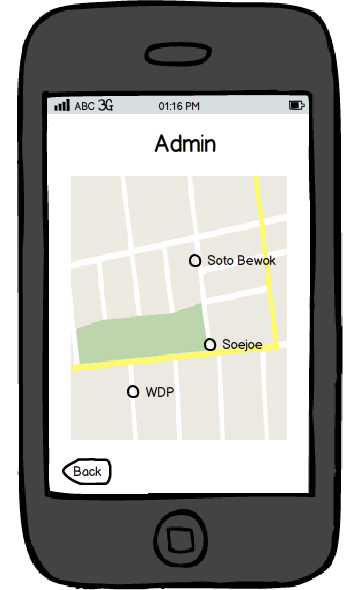 ABC 3G 01:16 PM
Admin
Soto Bewok
Soejoe
WDP
Back